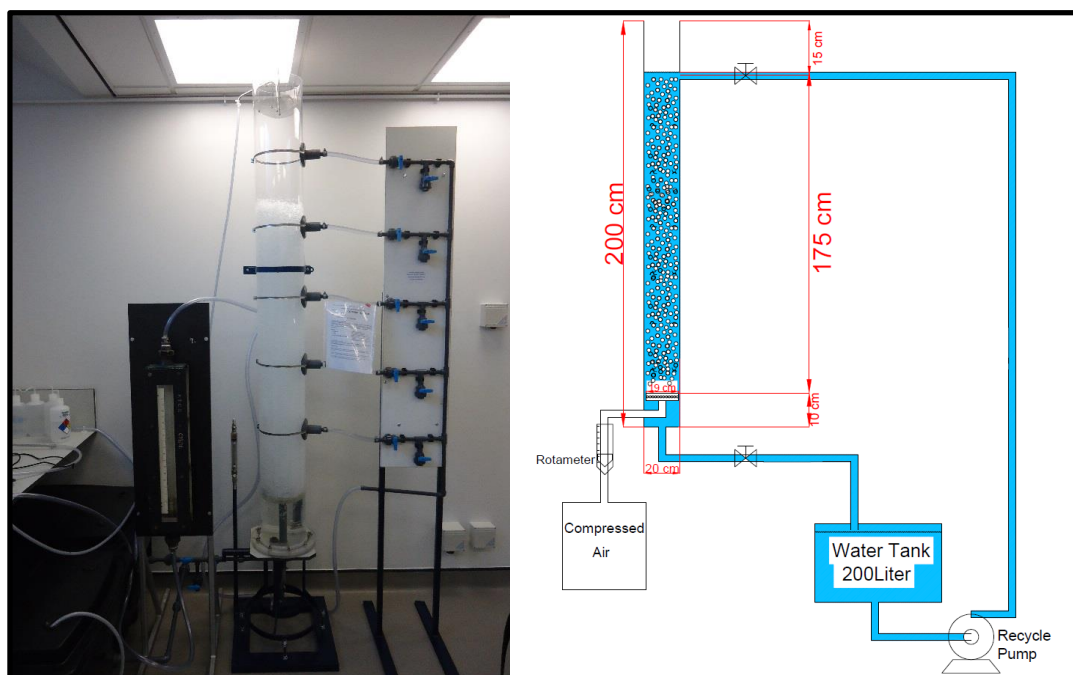 200 cm
15 cm
175 cm
19 cm
10 cm
20 cm
Rotameter
Compressed
Air
Water Tank
200Liter
Recycle
Pump